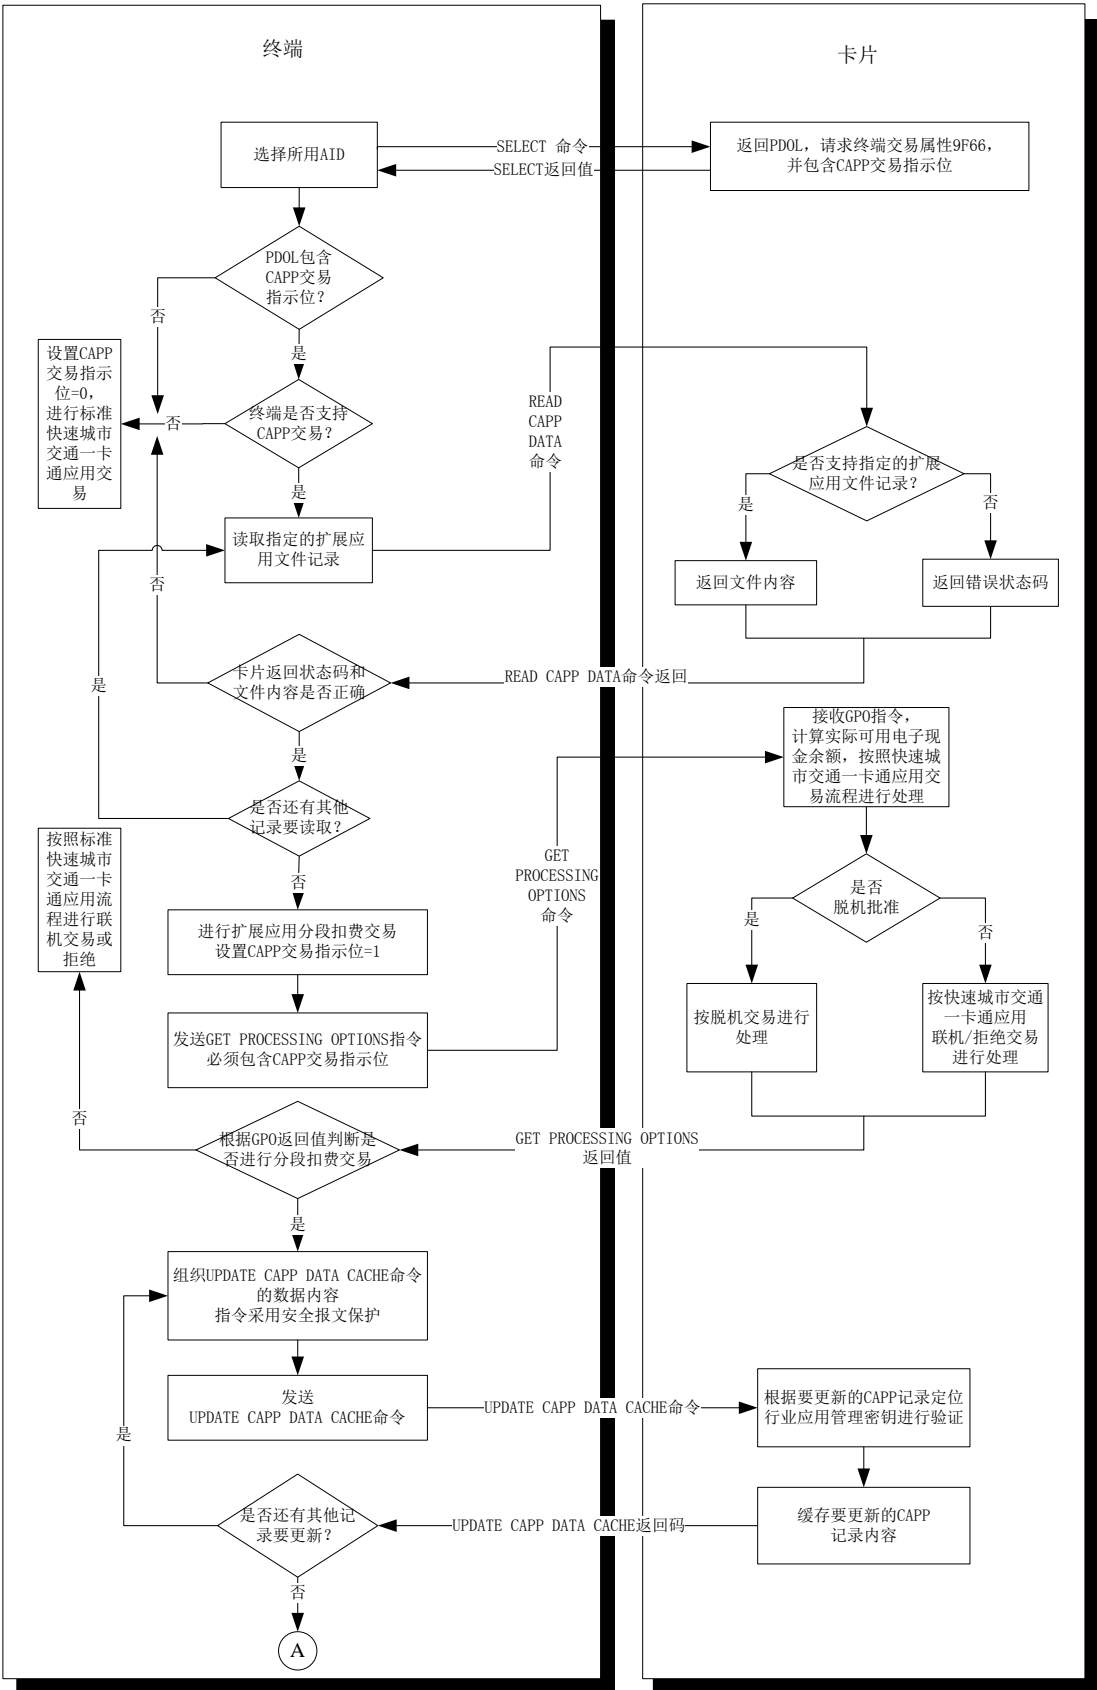 终端
卡片
选择所用AID
SELECT 命令
SELECT返回值
返回PDOL，请求终端交易属性9F66，
并包含CAPP交易指示位
PDOL包含
CAPP交易
指示位？
否
是
设置CAPP
交易指示
位=0，
进行标准
快速城市
交通一卡
通应用交
易
否
终端是否支持
CAPP交易？
是
READ
CAPP
DATA
命令
是否支持指定的扩展
应用文件记录？
是
否
读取指定的扩展应
用文件记录
返回文件内容
返回错误状态码
否
是
卡片返回状态码和
文件内容是否正确
READ CAPP DATA命令返回
是
接收GPO指令，
计算实际可用电子现
金余额，按照快速城
市交通一卡通应用交
易流程进行处理
是否还有其他
记录要读取？
按照标准
快速城市
交通一卡
通应用流
程进行联
机交易或
拒绝
否
GET
PROCESSING
OPTIONS
命令
是否
脱机批准
是
否
进行扩展应用分段扣费交易
设置CAPP交易指示位=1
发送GET PROCESSING OPTIONS指令
必须包含CAPP交易指示位
按脱机交易进行
处理
按快速城市交通
一卡通应用
联机/拒绝交易
进行处理
否
根据GPO返回值判断是
否进行分段扣费交易
GET PROCESSING OPTIONS
返回值
是
组织UPDATE CAPP DATA CACHE命令
的数据内容
指令采用安全报文保护
发送
UPDATE CAPP DATA CACHE命令
UPDATE CAPP DATA CACHE命令
根据要更新的CAPP记录定位
行业应用管理密钥进行验证
是
是否还有其他记
录要更新？
UPDATE CAPP DATA CACHE返回码
缓存要更新的CAPP
记录内容
否
A